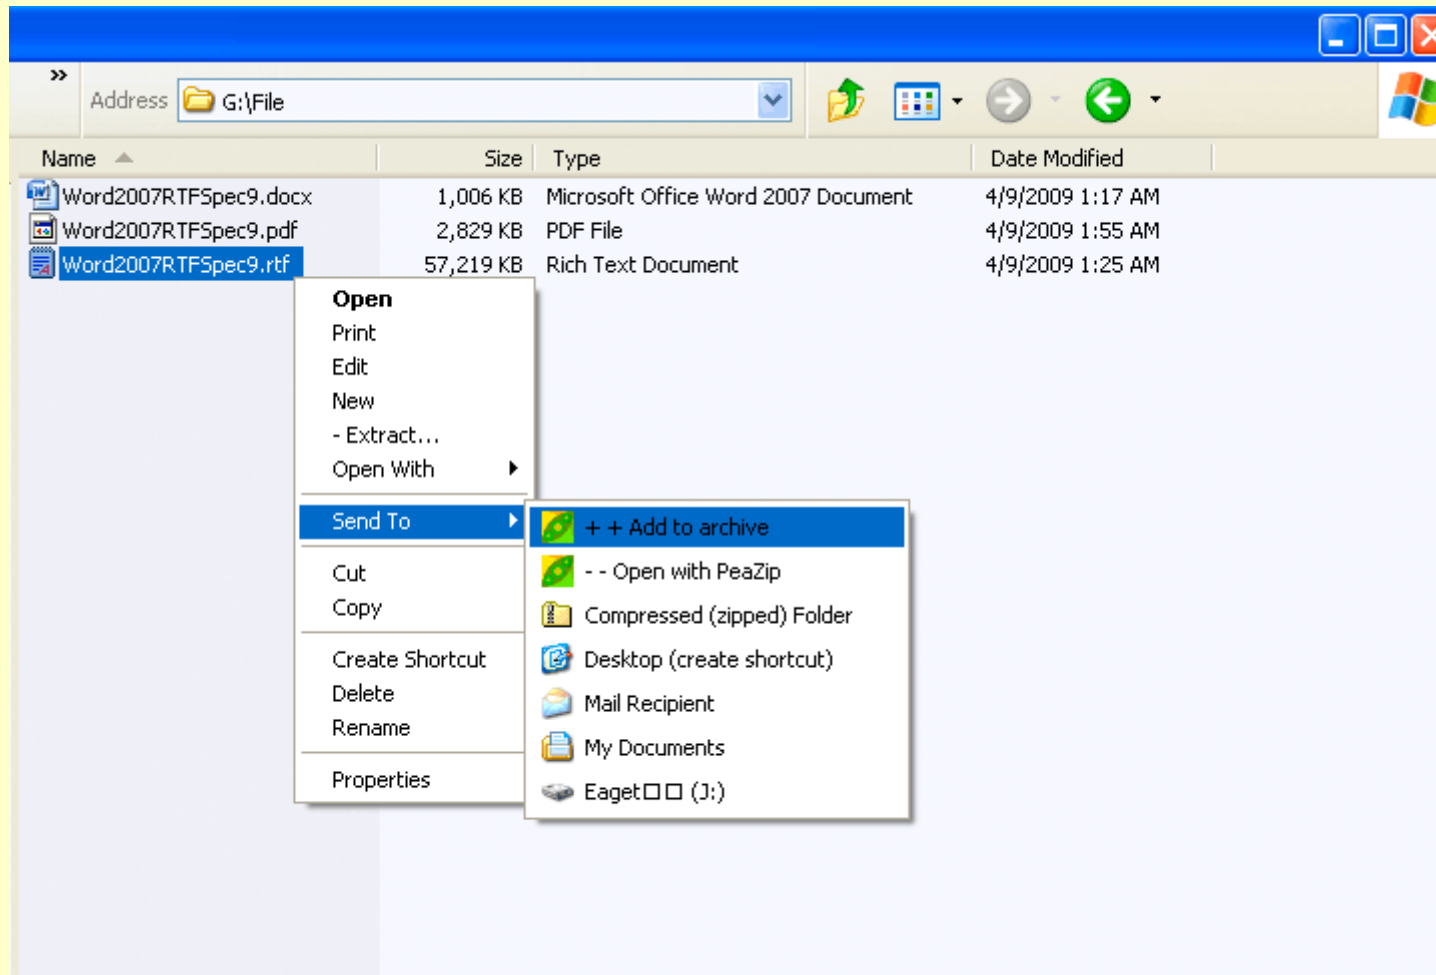 »
Address G:\File
Name Size Type Date Modified
Word2007RTFSpec9.docx 1,006 KB Microsoft Office Word 2007 Document 4/9/2009 1:17 AM
Word2007RTFSpec9.pdf 2,829 KB PDF File 4/9/2009 1:55 AM
Word2007RTFSpec9.rtf 57,219 KB Rich Text Document 4/9/2009 1:25 AM
Open
Print
Edit
New
- Extract...
Open With
Send To
Cut
Copy
Create Shortcut
Delete
Rename
Properties
+ + Add to archive
- - Open with PeaZip
Compressed (zipped) Folder
Desktop (create shortcut)
Mail Recipient
My Documents
Eaget□□ (J:)